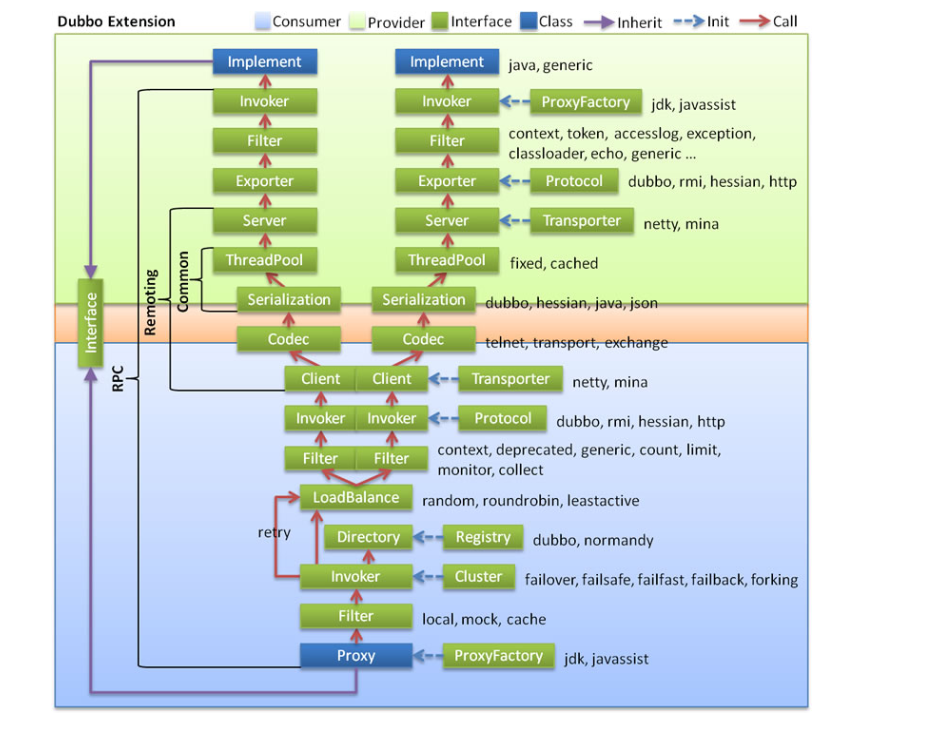 Dubbo Extension Consumer Provider Interface Class Inherit Init Call
Implement Implement java, generic
Invoker Invoker ProxyFactory jdk, javassist
Filter Filter context, token, accesslog, exception,
classloader, echo, generic ...
Exporter Exporter Protocol dubbo, rmi, hessian, http
Server Server Transporter netty, mina
ThreadPool ThreadPool fixed, cached
Serialization Serialization dubbo, hessian, java, json
Codec Codec telnet, transport, exchange
Client Client Transporter netty, mina
Invoker Invoker Protocol dubbo, rmi, hessian, http
Filter Filter context, deprecated, generic, count, limit,
monitor, collect
LoadBalance random, roundrobin, leastactive
retry Directory Registry dubbo, normandy
Invoker Cluster failover, failsafe, failfast, failback, forking
Filter local, mock, cache
Proxy ProxyFactory jdk, javassist
Interface
RPC
Remoting
Common